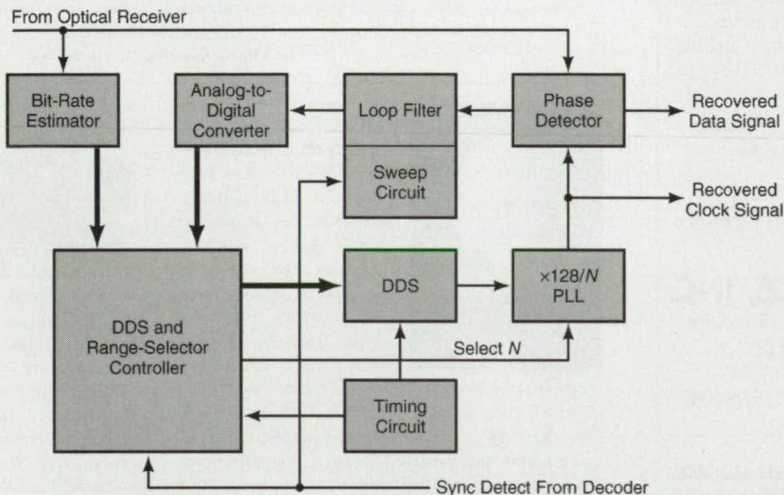 From Optical Receiver
Bit-Rate
Estimator
Analog-to-
Digital
Converter
Loop Filter
Sweep
Circuit
Phase
Detector
Recovered
Data Signal
Recovered
Clock Signal
DDS and
Range-Selector
Controller
DDS
×128/N
PLL
Select N
Timing
Circuit
Sync Detect From Decoder